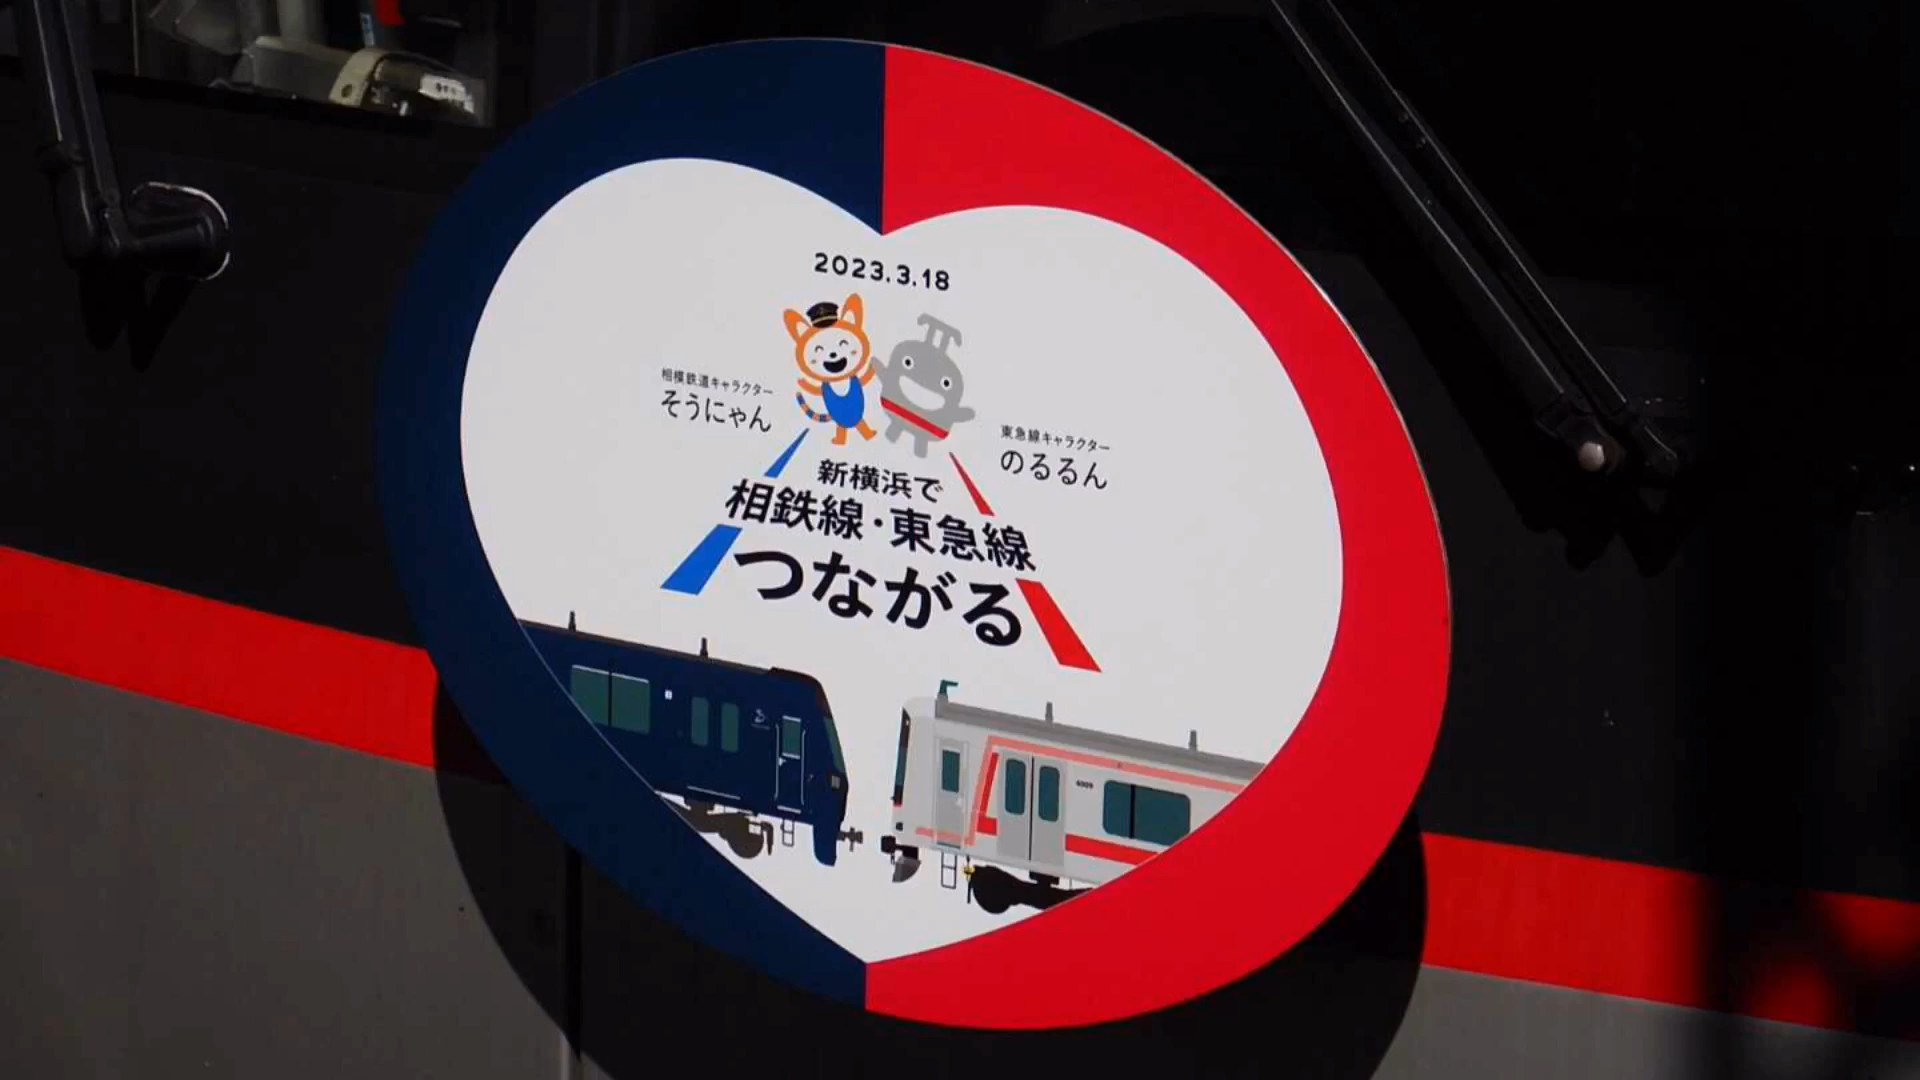 2023.3.18
相模鉄道キャラクター
そうにゃん
東急線キャラクター
のるるん
新横浜で
相鉄線・東急線
つながる